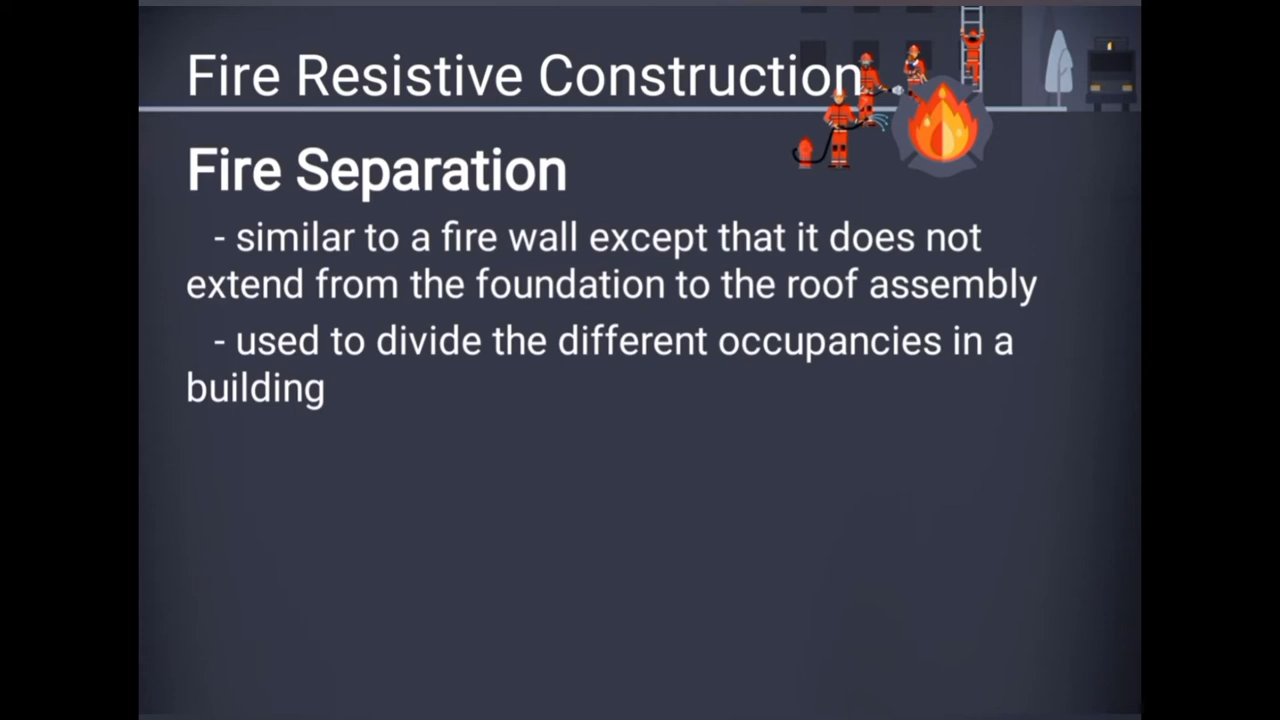 Fire Resistive Construction
Fire Separation
- similar to a fire wall except that it does not
extend from the foundation to the roof assembly
- used to divide the different occupancies in a
building